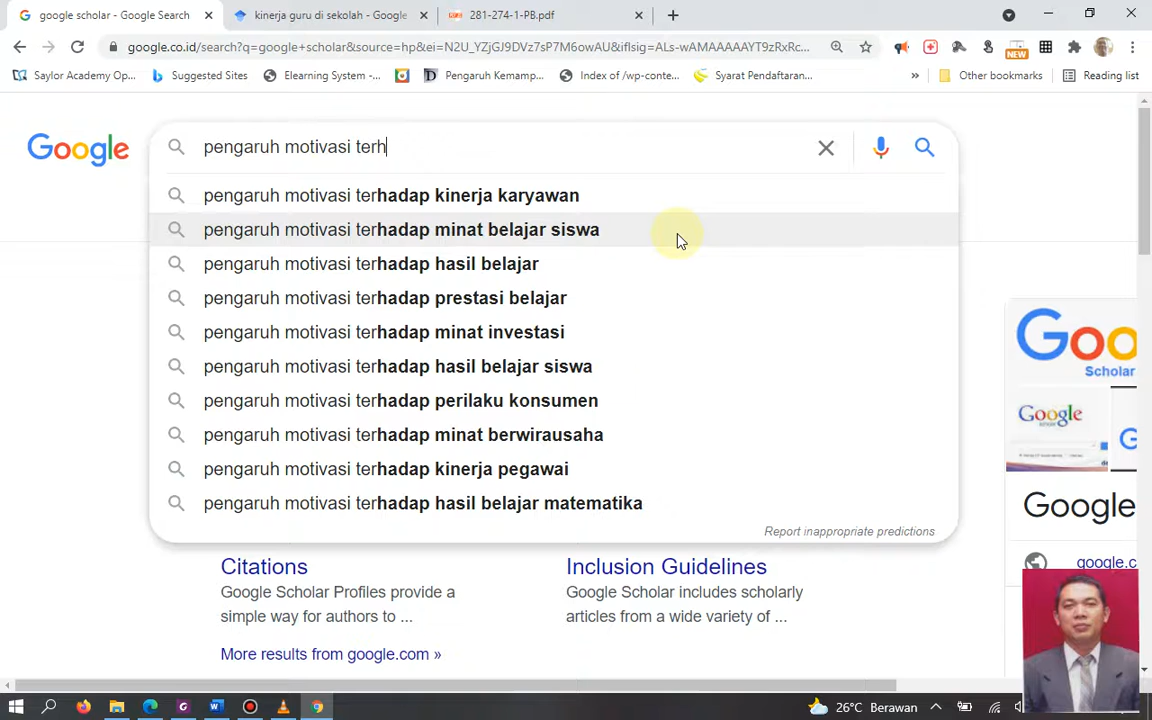 google scholar - Google Search
kinerja guru di sekolah - Google
281-274-1-PB.pdf
google.co.id/search?q=google+scholar&source=hp&ei=N2U_YZjGJ9DVz7sP7M6owAU&iflsig=ALs-wAMAAAAAYT9zRxRc...
NEW
Saylor Academy Op...
Suggested Sites
Elearning System -...
Pengaruh Kemamp...
Index of /wp-conte...
Syarat Pendaftaran...
»
Other bookmarks
Reading list
Google
pengaruh motivasi terh
pengaruh motivasi terhadap kinerja karyawan
pengaruh motivasi terhadap minat belajar siswa
pengaruh motivasi terhadap hasil belajar
pengaruh motivasi terhadap prestasi belajar
pengaruh motivasi terhadap minat investasi
pengaruh motivasi terhadap hasil belajar siswa
pengaruh motivasi terhadap perilaku konsumen
pengaruh motivasi terhadap minat berwirausaha
pengaruh motivasi terhadap kinerja pegawai
pengaruh motivasi terhadap hasil belajar matematika
Report inappropriate predictions
Goo
Scholar
Google
Google
google.c
Citations
Google Scholar Profiles provide a
simple way for authors to ...
Inclusion Guidelines
Google Scholar includes scholarly
articles from a wide variety of ...
More results from google.com »
26°C Berawan